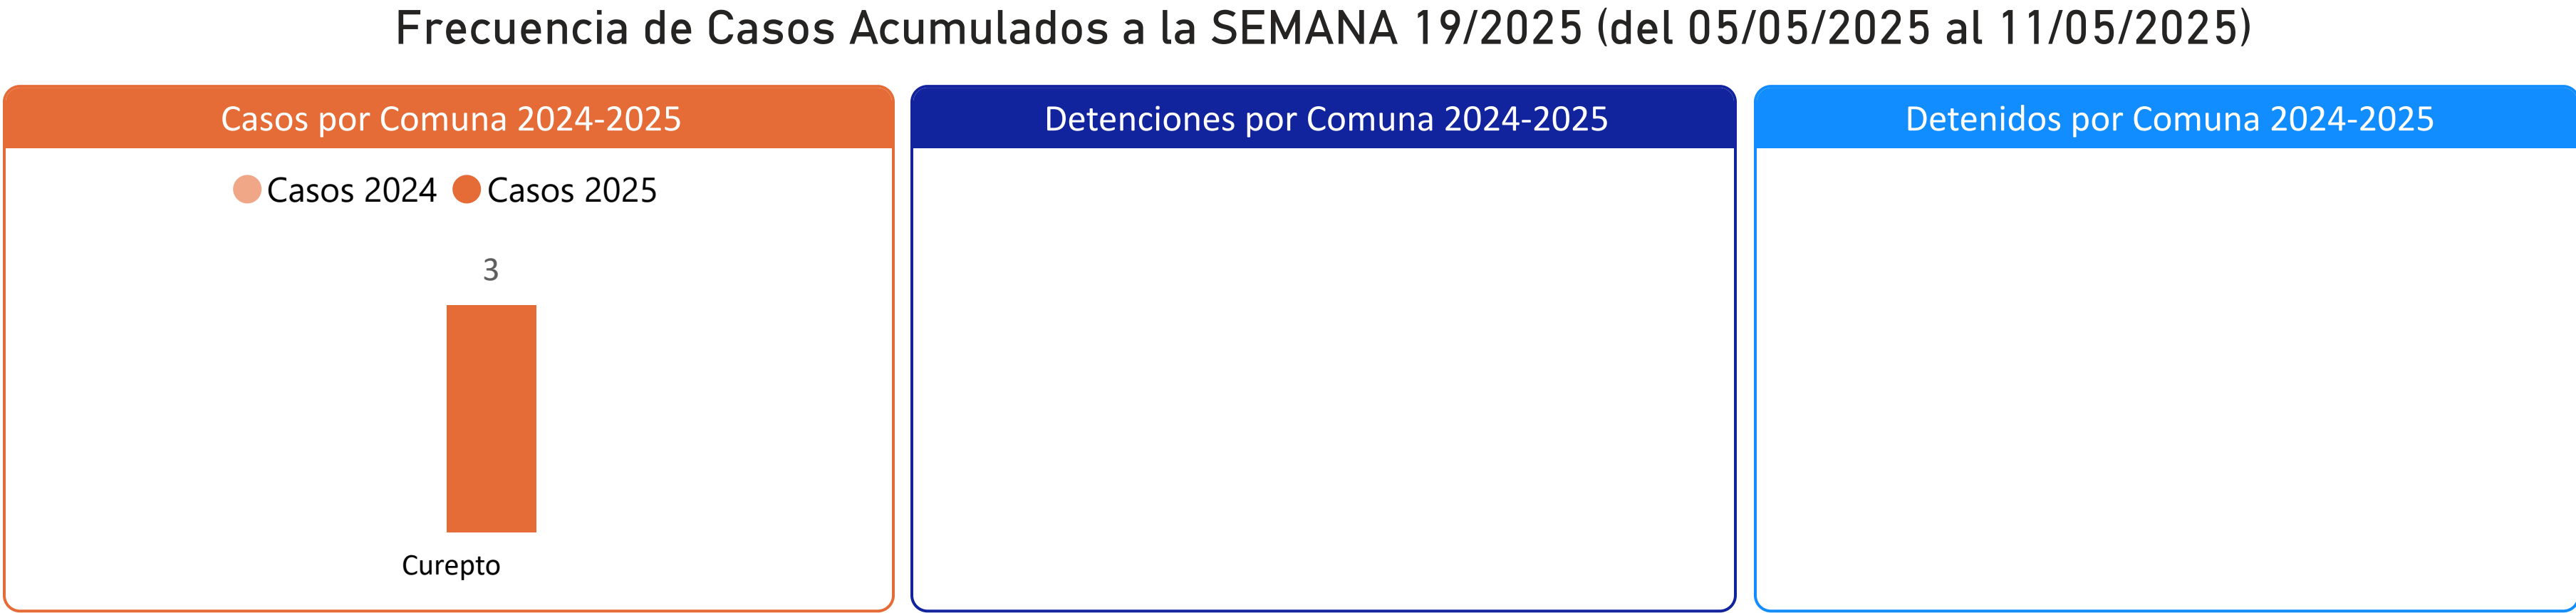 Frecuencia de Casos Acumulados a la SEMANA 19/2025 (del 05/05/2025 al 11/05/2025)
Casos por Comuna 2024-2025
Casos 2024 Casos 2025
3
Curepto
Detenciones por Comuna 2024-2025
Detenidos por Comuna 2024-2025